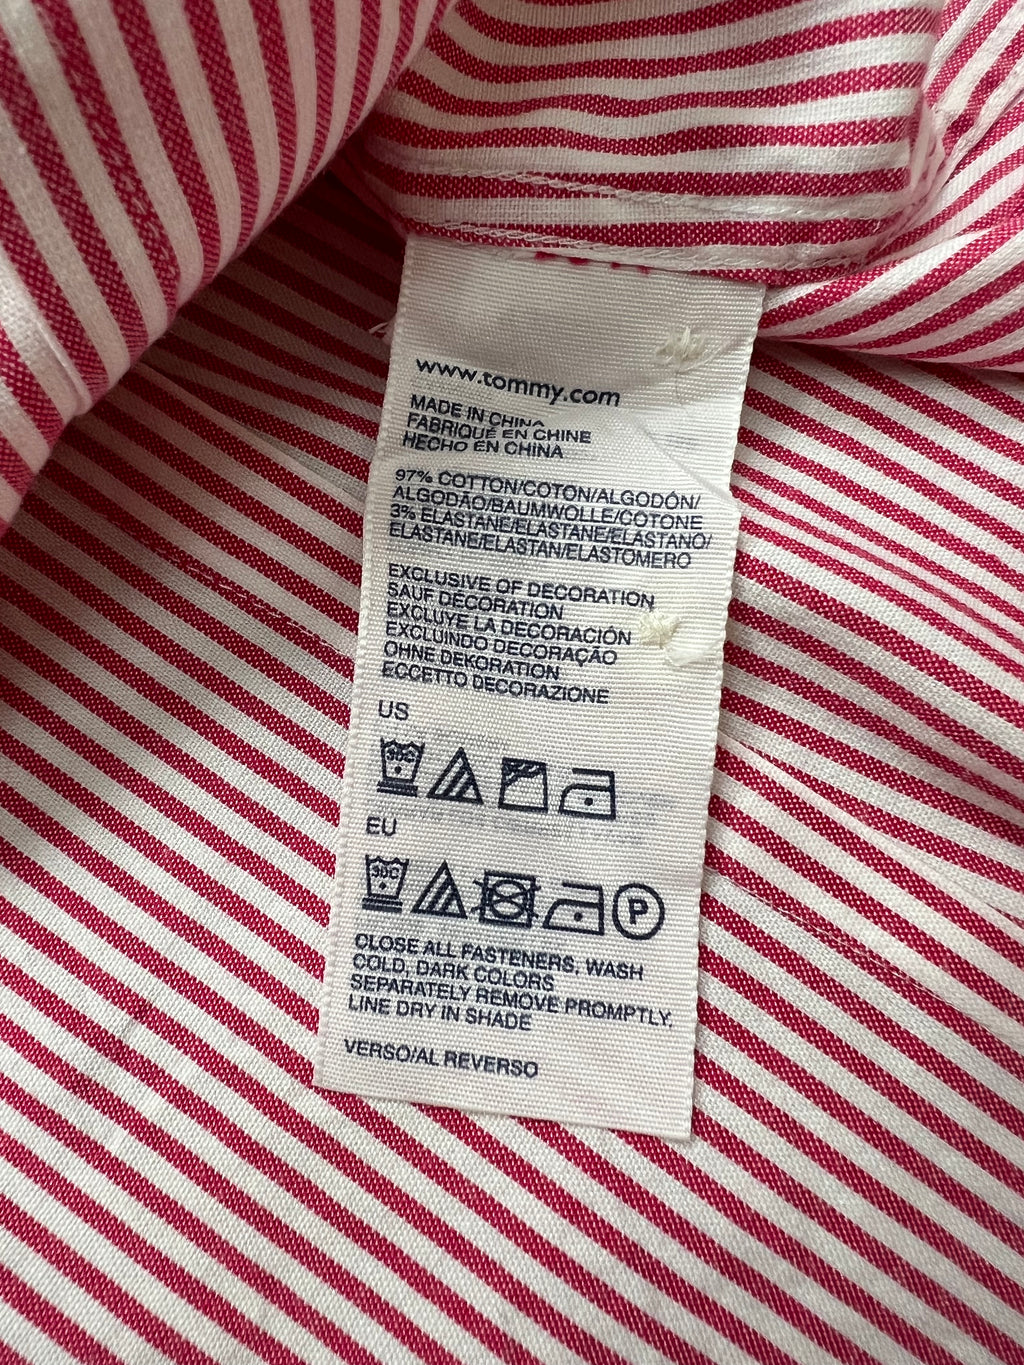 www.tommy.com
MADE IN CHINA
FABRIQUÉ EN CHINE
HECHO EN CHINA
97% COTTON/COTON/ALGODÓN/
ALGODÃO/BAUMWOLLE/COTONE
3% ELASTANE/ELASTANE/ELASTANO/
ELASTANE/ELASTAN/ELASTOMERO
EXCLUSIVE OF DECORATION
SAUF DÉCORATION
EXCLUYE LA DECORACIÓN
EXCLUINDO DECORAÇÃO
OHNE DEKORATION
ECCETTO DECORAZIONE
US
30C
EU
30C P
CLOSE ALL FASTENERS, WASH
COLD, DARK COLORS
SEPARATELY REMOVE PROMPTLY.
LINE DRY IN SHADE
VERSO/AL REVERSO